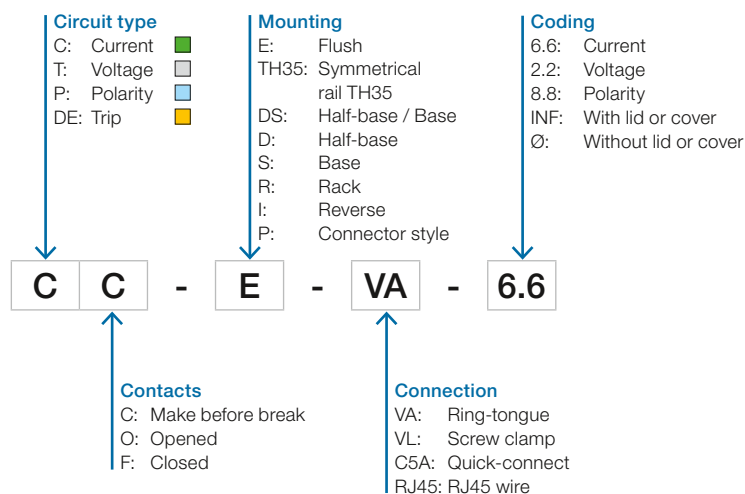 Circuit type
C: Current
T: Voltage
P: Polarity
DE: Trip
Mounting
E: Flush
TH35: Symmetrical
rail TH35
DS: Half-base / Base
D: Half-base
S: Base
R: Rack
I: Reverse
P: Connector style
Coding
6.6: Current
2.2: Voltage
8.8: Polarity
INF: With lid or cover
Ø: Without lid or cover
C C - E - VA - 6.6
Contacts
C: Make before break
O: Opened
F: Closed
Connection
VA: Ring-tongue
VL: Screw clamp
C5A: Quick-connect
RJ45: RJ45 wire